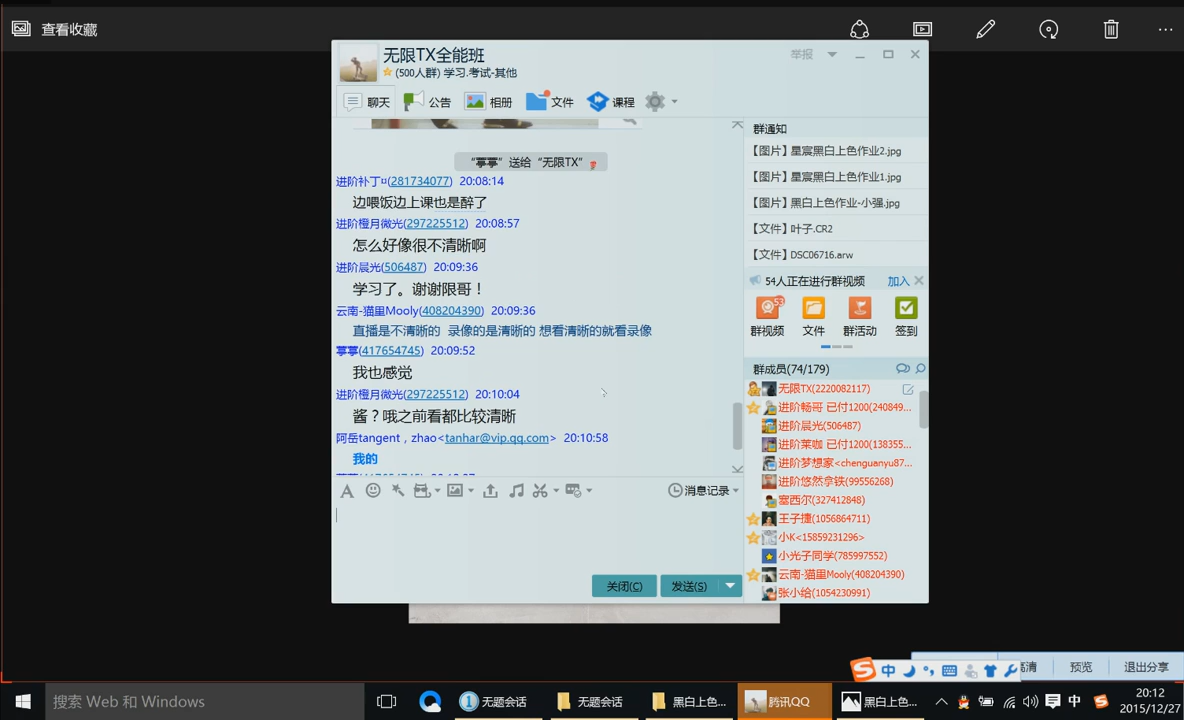 查看收藏
无限TX全能班
(500人群) 学习.考试-其他
举报
聊天
公告
相册
文件
课程
送给“无限TX”
进阶补丁¤(281734077) 20:08:14
边喂饭边上课也是醉了
进阶橙月微光(297225512) 20:08:57
怎么好像很不清晰啊
进阶晨光(506487) 20:09:36
学习了。谢谢限哥！
云南-猫里Mooly(408204390) 20:09:36
直播是不清晰的 录像的是清晰的 想看清晰的就看录像
(417654745) 20:09:52
我也感觉
进阶橙月微光(297225512) 20:10:04
酱？哦之前看都比较清晰
阿岳tangent，zhao<tanhar@vip.qq.com> 20:10:58
我的
消息记录
关闭(C)
发送(S)
群通知
【图片】星宸黑白上色作业2.jpg
【图片】星宸黑白上色作业1.jpg
【图片】黑白上色作业-小强.jpg
【文件】叶子.CR2
【文件】DSC06716.arw
54人正在进行群视频 加入
53
群视频
文件
群活动
签到
群成员(74/179)
无限TX(2220082117)
进阶畅哥 已付1200(240849...
进阶晨光(506487)
进阶莱咖 已付1200(138355...
进阶梦想家<chenguanyu87...
进阶悠然拿铁(99556268)
塞西尔(327412848)
王子捷(1056864711)
小K<15859231296>
小光子同学(785997552)
云南-猫里Mooly(408204390)
张小给(1054230991)
中
高清
预览
退出分享
搜索 Web 和 Windows
无题会话
无题会话
黑白上色...
腾讯QQ
黑白上色...
中
20:12
2015/12/27